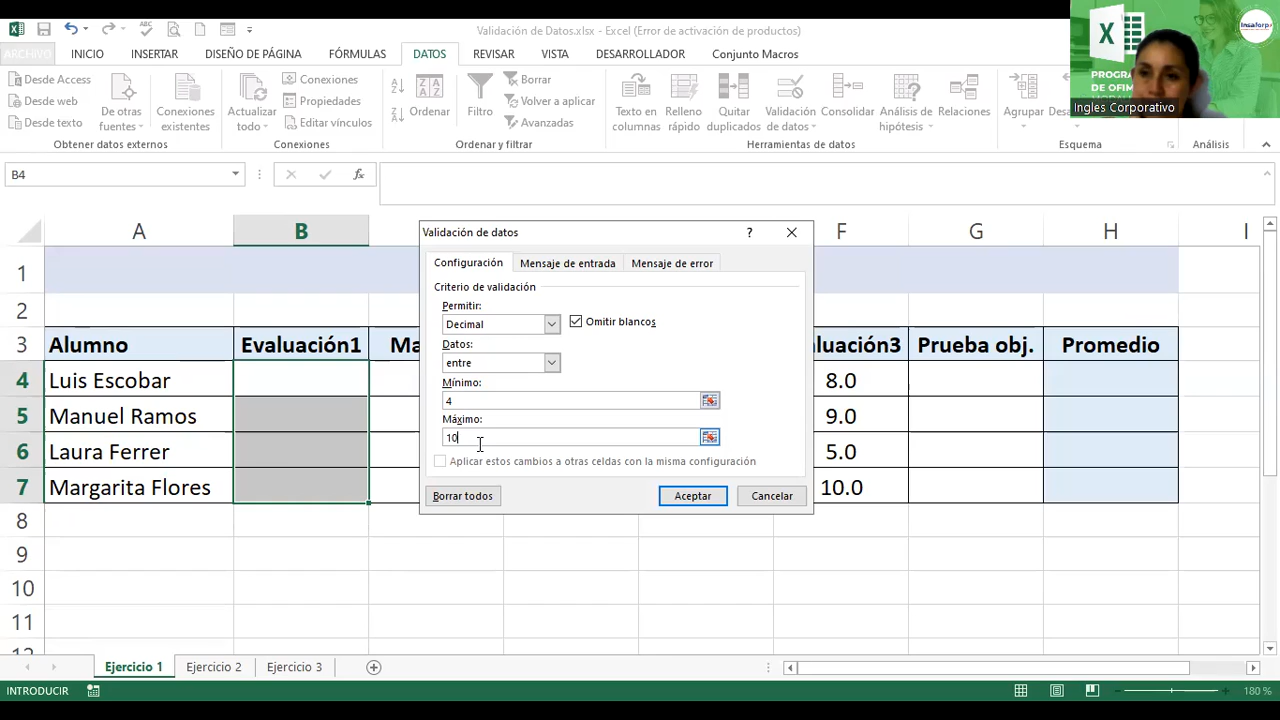 Validación de Datos.xlsx - Excel (Error de activación de productos)
ARCHIVO INICIO INSERTAR DISEÑO DE PÁGINA FÓRMULAS DATOS REVISAR VISTA DESARROLLADOR Conjunto Macros
Desde Access
Desde web
Desde texto
De otras
fuentes
Conexiones
existentes
Actualizar
todo
Conexiones
Propiedades
Editar vínculos
Ordenar
Filtro
Borrar
Volver a aplicar
Avanzadas
Texto en
columnas
Relleno
rápido
Quitar
duplicados
Validación
de datos
Consolidar
Análisis de
hipótesis
Relaciones
Agrupar
Obtener datos externos Conexiones Ordenar y filtrar Herramientas de datos Esquema Análisis
PROGRA
DE OFIM
Ingles Corporativo
insaforp
B4
fx
A B F G H I
1
2
3 Alumno Evaluación1 Ma luación3 Prueba obj. Promedio
4 Luis Escobar 8.0
5 Manuel Ramos 9.0
6 Laura Ferrer 5.0
7 Margarita Flores 10.0
8
9
10
11
12
Validación de datos ?
Configuración Mensaje de entrada Mensaje de error
Criterio de validación
Permitir:
Decimal Omitir blancos
Datos:
entre
Mínimo:
4
Máximo:
10
Aplicar estos cambios a otras celdas con la misma configuración
Borrar todos Aceptar Cancelar
Ejercicio 1 Ejercicio 2 Ejercicio 3
INTRODUCIR 180 %